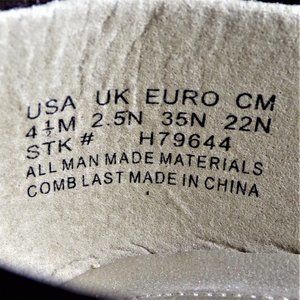 USA UK EURO CM
4½M 2.5N 35N 22N
STK # H79644
ALL MAN MADE MATERIALS
COMB LAST MADE IN CHINA